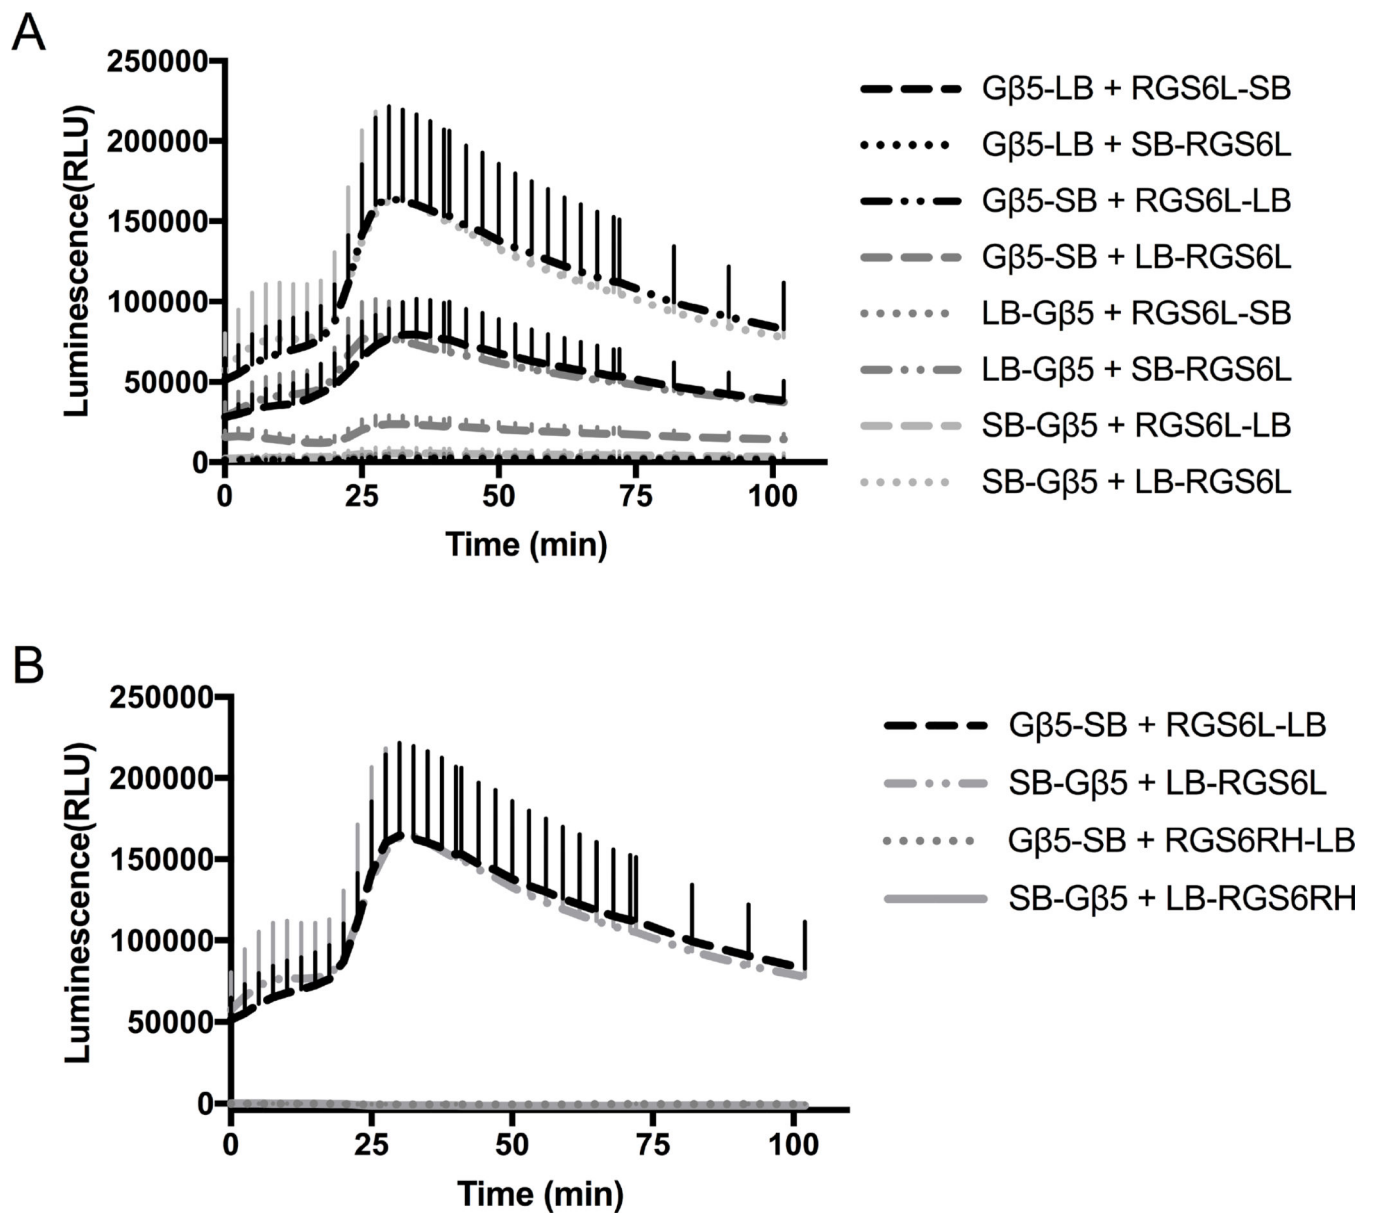 A
250000
200000
150000
100000
50000
0
Luminescence(RLU)
0 25 50 75 100
Time (min)
Gβ5-LB + RGS6L-SB
Gβ5-LB + SB-RGS6L
Gβ5-SB + RGS6L-LB
Gβ5-SB + LB-RGS6L
LB-Gβ5 + RGS6L-SB
LB-Gβ5 + SB-RGS6L
SB-Gβ5 + RGS6L-LB
SB-Gβ5 + LB-RGS6L
B
250000
200000
150000
100000
50000
0
Luminescence(RLU)
0 25 50 75 100
Time (min)
Gβ5-SB + RGS6L-LB
SB-Gβ5 + LB-RGS6L
Gβ5-SB + RGS6RH-LB
SB-Gβ5 + LB-RGS6RH